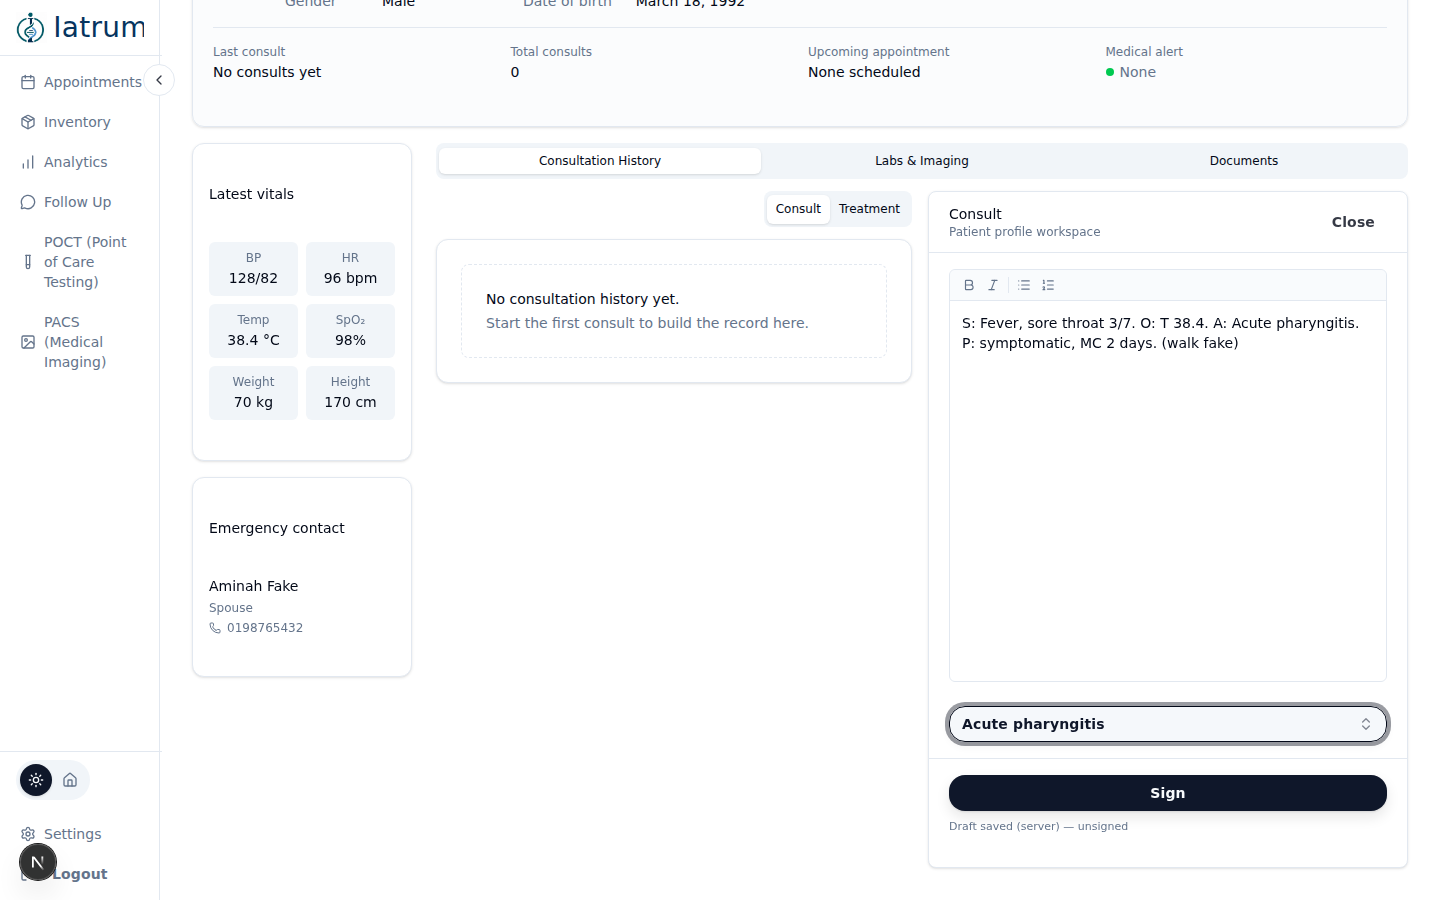 Iatrum
Appointments
Inventory
Analytics
Follow Up
POCT (Point
of Care
Testing)
PACS
(Medical
Imaging)
Settings
N
Logout
Gender Male Date of birth March 18, 1992
Last consult Total consults Upcoming appointment Medical alert
No consults yet 0 None scheduled None
Latest vitals
BP HR
128/82 96 bpm
Temp SpO₂
38.4 °C 98%
Weight Height
70 kg 170 cm
Emergency contact
Aminah Fake
Spouse
0198765432
Consultation History Labs & Imaging Documents
Consult Treatment
No consultation history yet.
Start the first consult to build the record here.
Consult
Patient profile workspace
Close
B I
S: Fever, sore throat 3/7. O: T 38.4. A: Acute pharyngitis.
P: symptomatic, MC 2 days. (walk fake)
Acute pharyngitis
Sign
Draft saved (server) — unsigned